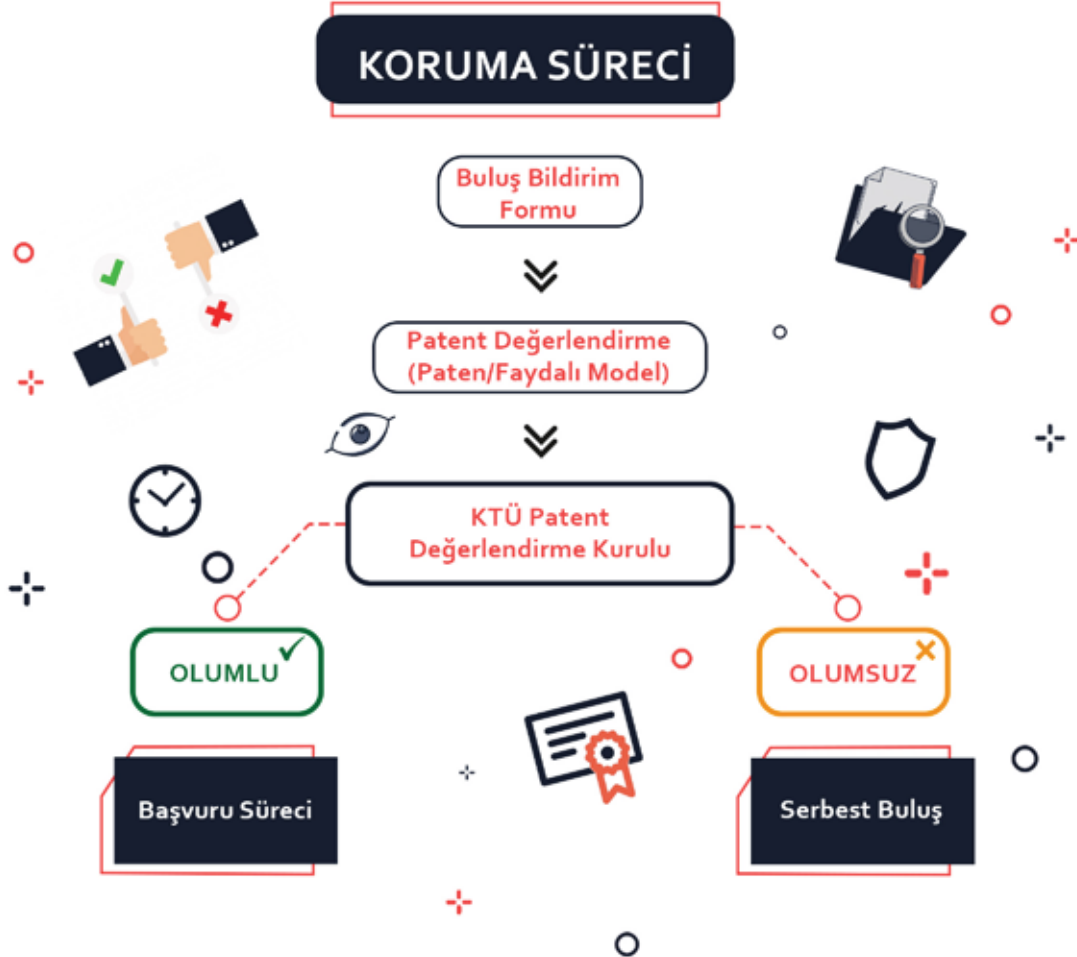 KORUMA SÜRECİ
Buluş Bildirim
Formu
Patent Değerlendirme
(Paten/Faydalı Model)
KTÜ Patent
Değerlendirme Kurulu
OLUMLU
OLUMSUZ
Başvuru Süreci
Serbest Buluş